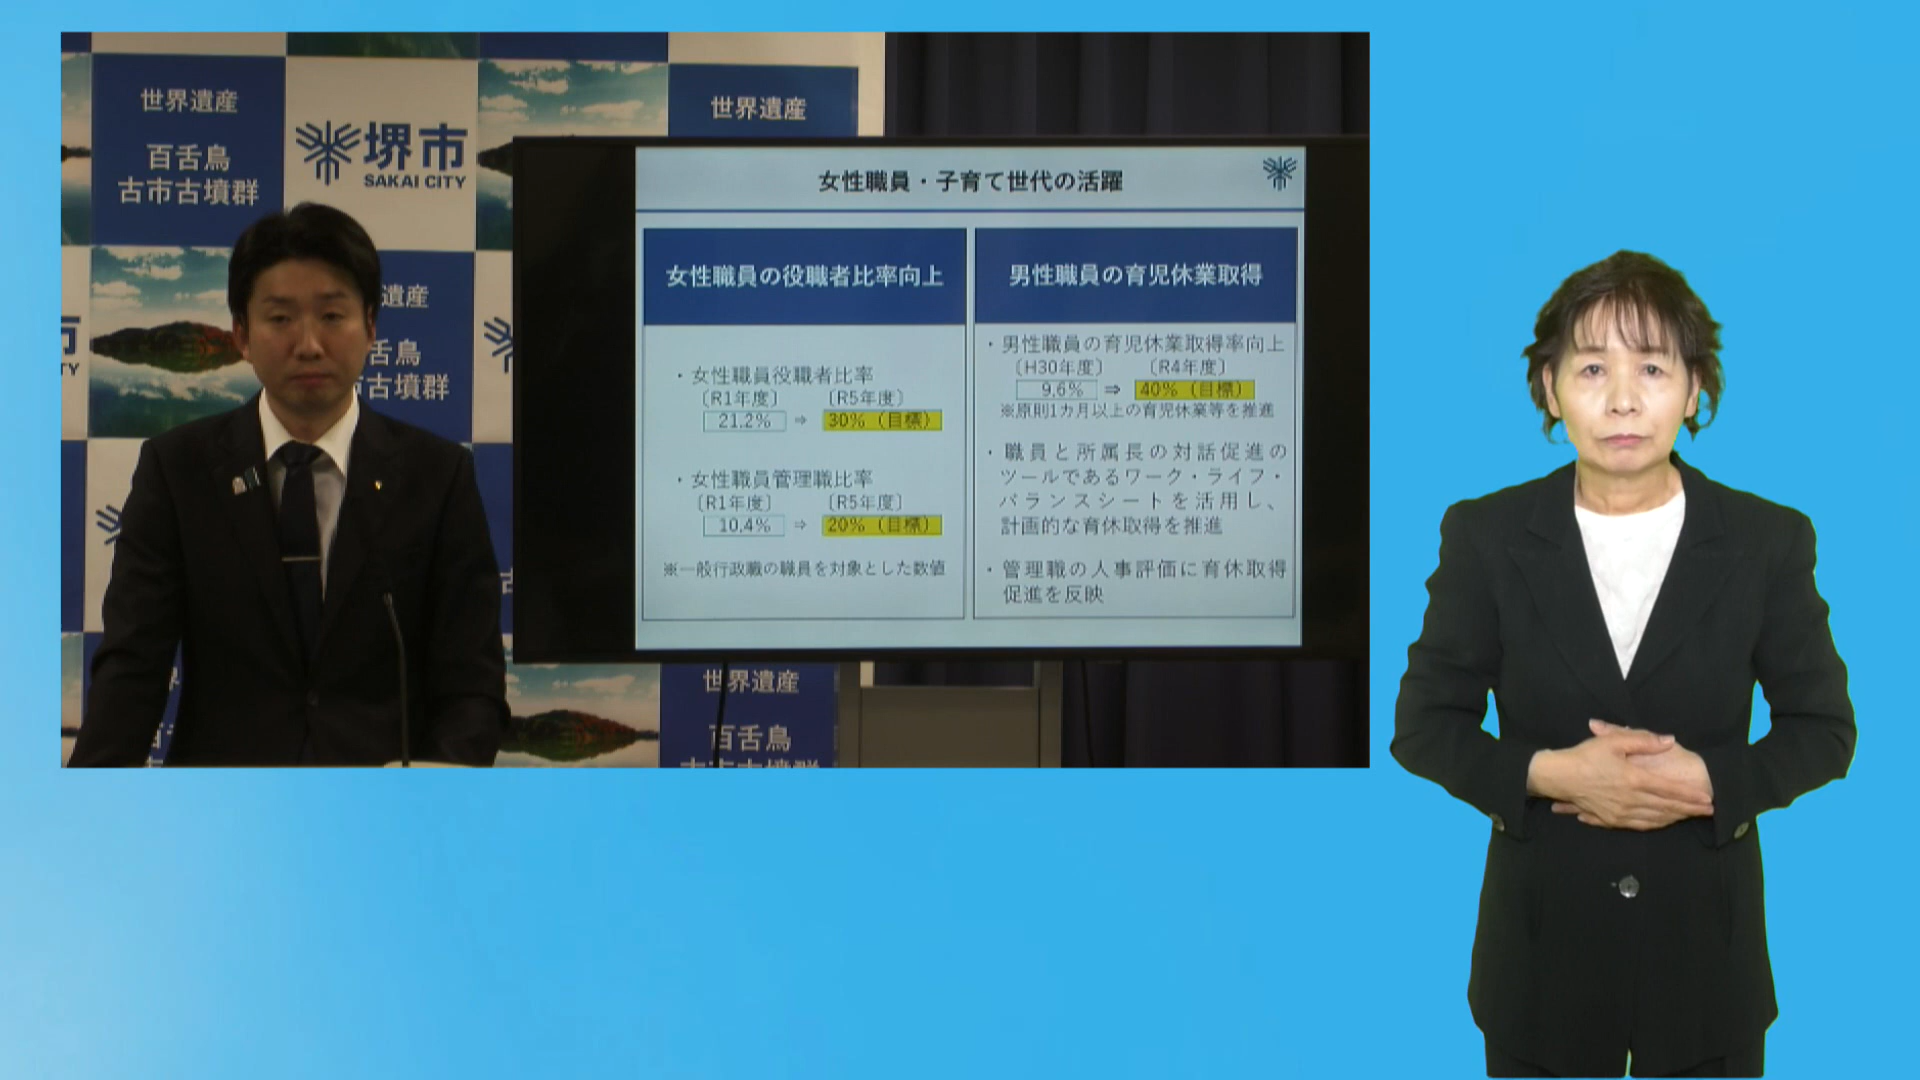 世界遺産
百舌鳥
古市古墳群
堺市
SAKAI CITY
世界遺産
遺産
舌鳥
古墳群
市
TY
世界遺産
百舌鳥
女性職員・子育て世代の活躍
女性職員の役職者比率向上
・女性職員役職者比率
〔R1年度〕 〔R5年度〕
21.2% ⇒ 30%（目標）
・女性職員管理職比率
〔R1年度〕 〔R5年度〕
10.4% ⇒ 20%（目標）
※一般行政職の職員を対象とした数値
男性職員の育児休業取得
・男性職員の育児休業取得率向上
〔H30年度〕 〔R4年度〕
9.6% ⇒ 40%（目標）
※原則1カ月以上の育児休業等を推進
・職員と所属長の対話促進の
ツールであるワーク・ライフ・
バランスシートを活用し、
計画的な育休取得を推進
・管理職の人事評価に育休取得
促進を反映